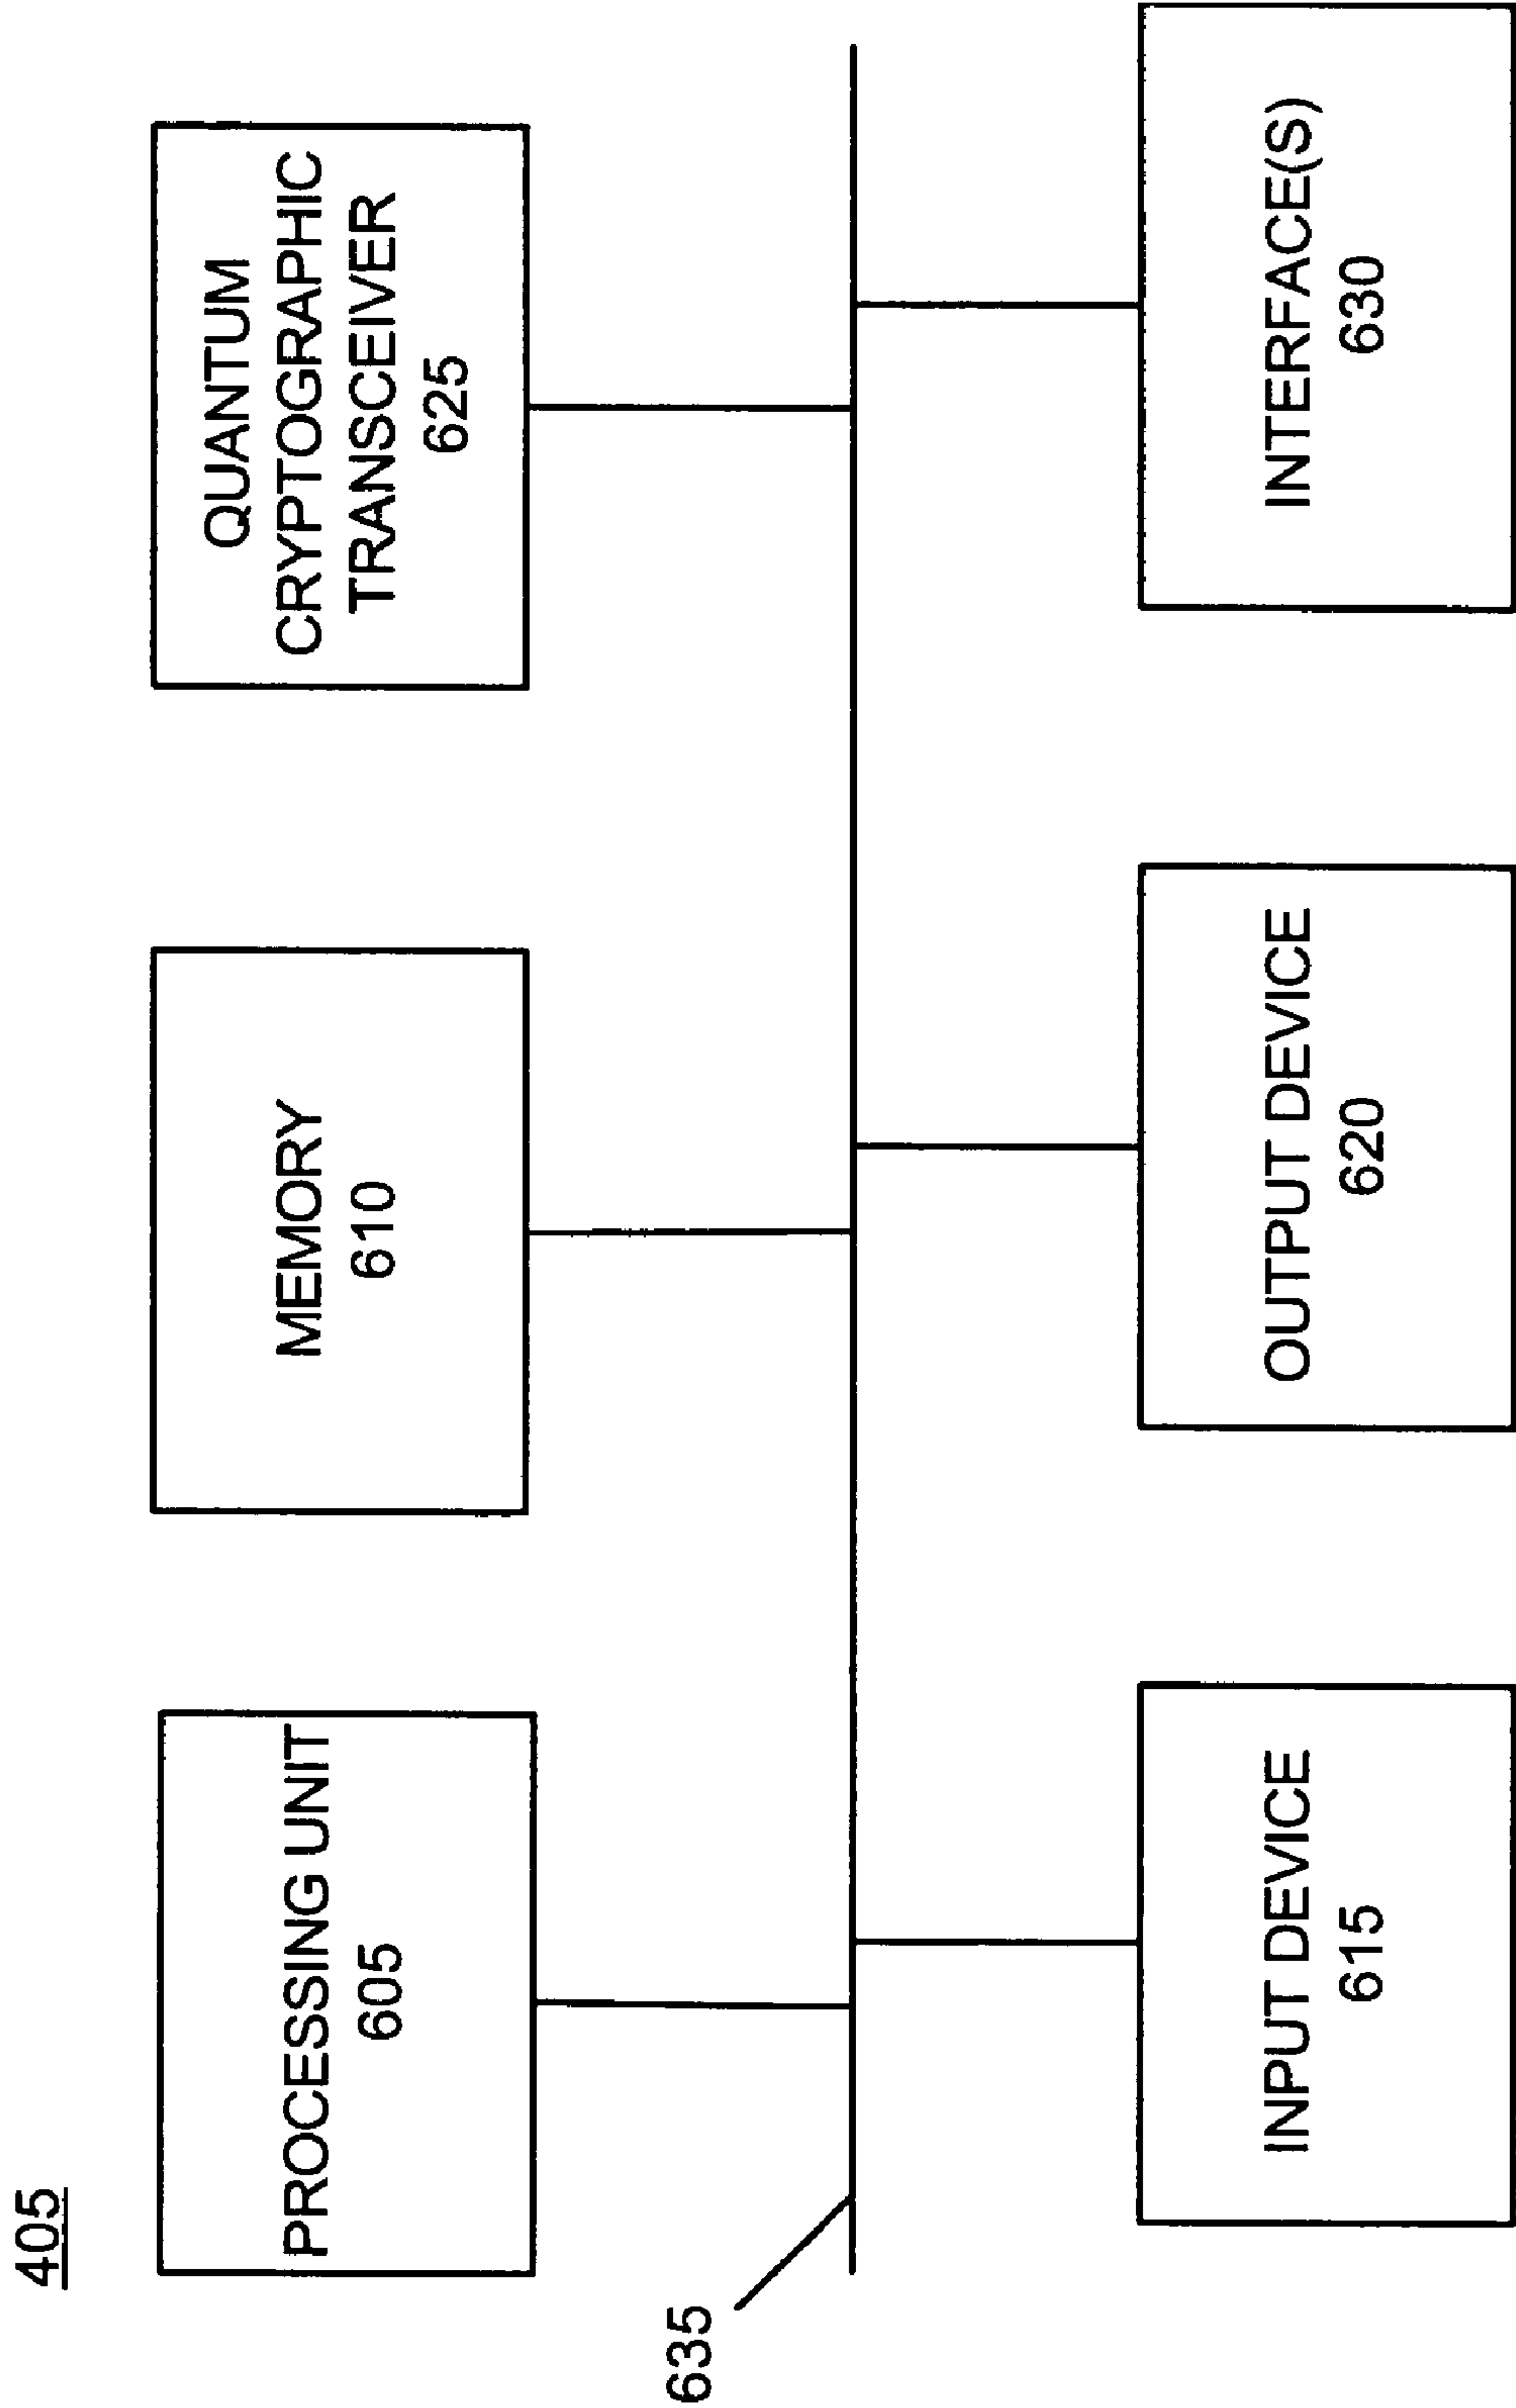 405
PROCESSING UNIT
605
MEMORY
610
QUANTUM
CRYPTOGRAPHIC
TRANSCEIVER
625
635
INPUT DEVICE
615
OUTPUT DEVICE
620
INTERFACE(S)
630